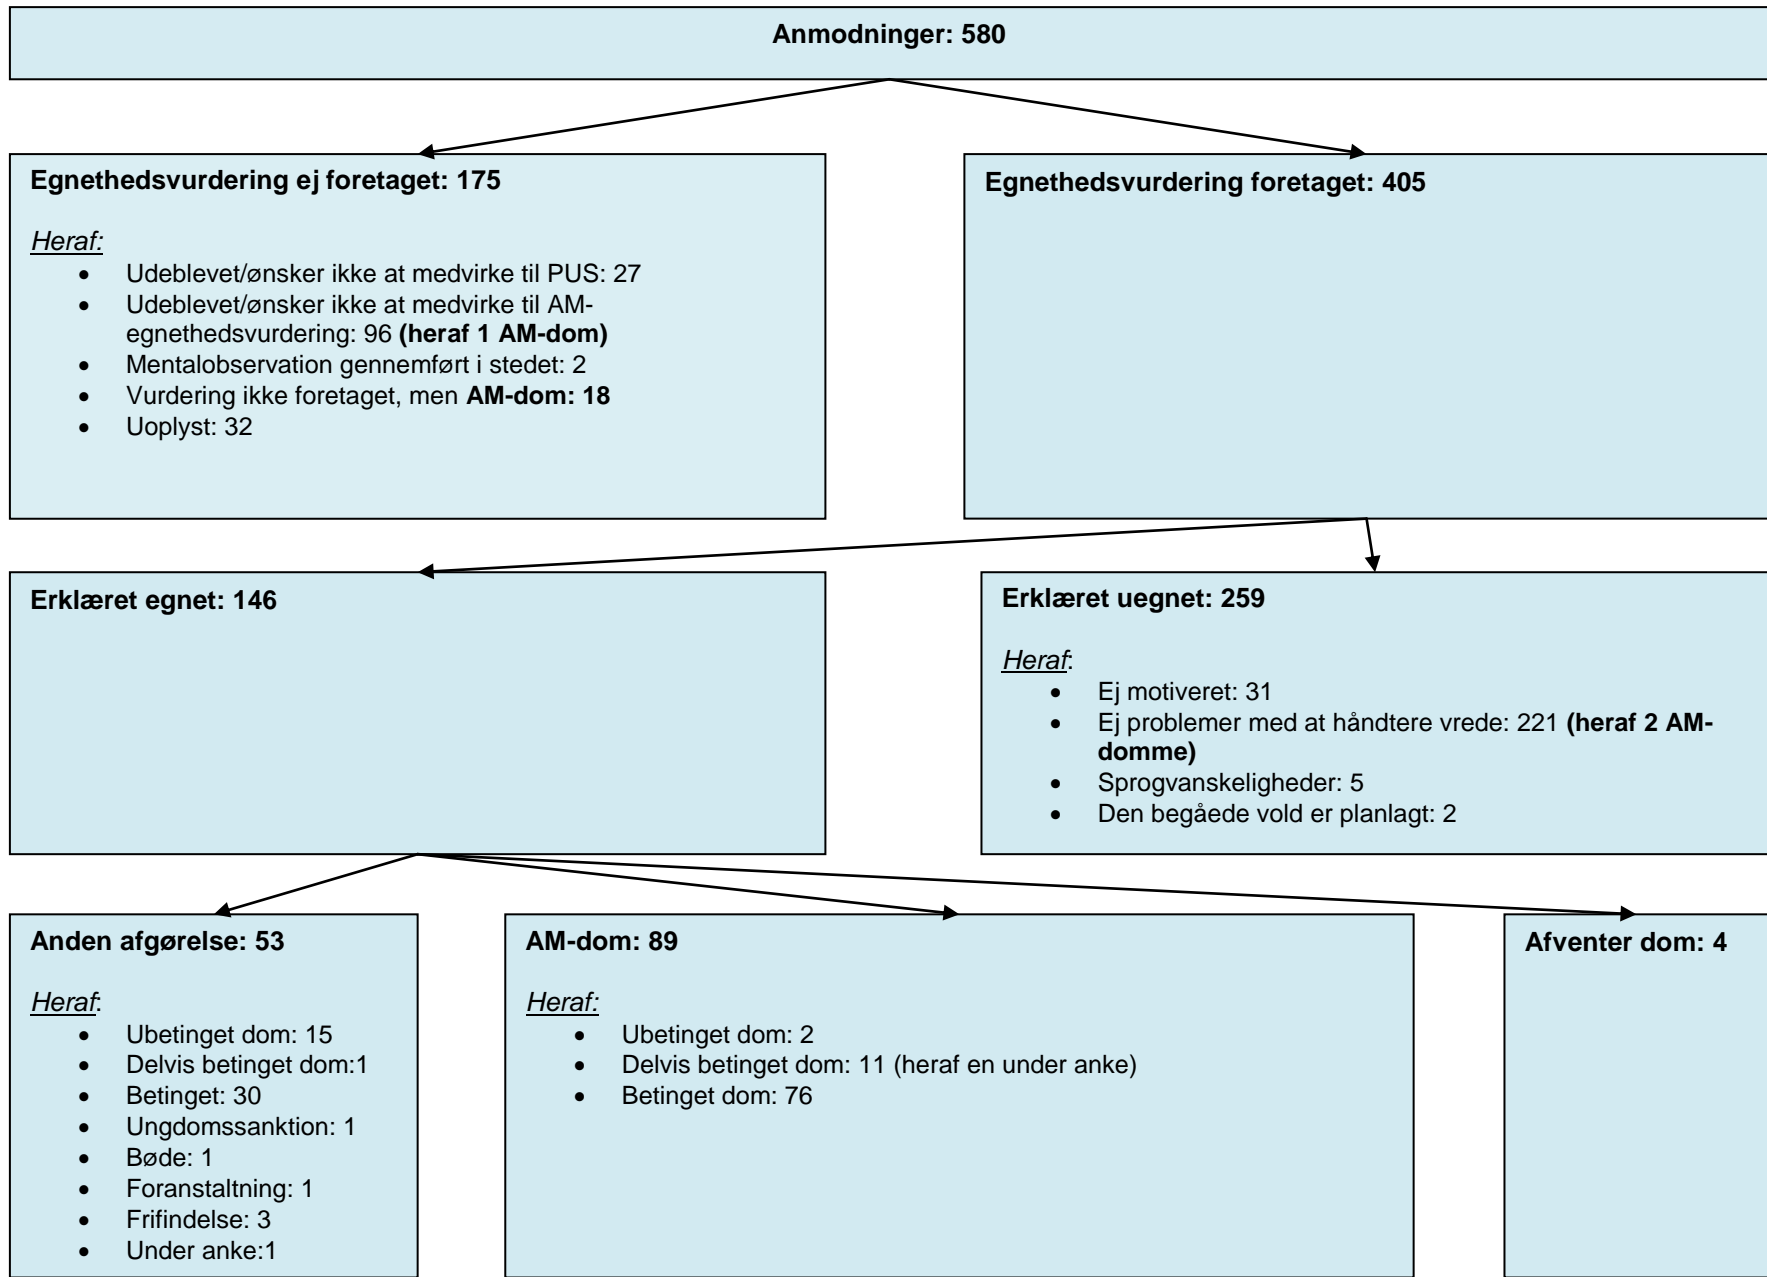 Anmodninger: 580
Egnethedsvurdering ej foretaget: 175
Heraf:
• Udeblevet/ønsker ikke at medvirke til PUS: 27
• Udeblevet/ønsker ikke at medvirke til AM-
egnethedsvurdering: 96 (heraf 1 AM-dom)
• Mentalobservation gennemført i stedet: 2
• Vurdering ikke foretaget, men AM-dom: 18
• Uoplyst: 32
Egnethedsvurdering foretaget: 405
Erklæret egnet: 146
Erklæret uegnet: 259
Heraf:
• Ej motiveret: 31
• Ej problemer med at håndtere vrede: 221 (heraf 2 AM-
domme)
• Sprogvanskeligheder: 5
• Den begåede vold er planlagt: 2
Anden afgørelse: 53
Heraf:
• Ubetinget dom: 15
• Delvis betinget dom:1
• Betinget: 30
• Ungdomssanktion: 1
• Bøde: 1
• Foranstaltning: 1
• Frifindelse: 3
• Under anke:1
AM-dom: 89
Heraf:
• Ubetinget dom: 2
• Delvis betinget dom: 11 (heraf en under anke)
• Betinget dom: 76
Afventer dom: 4